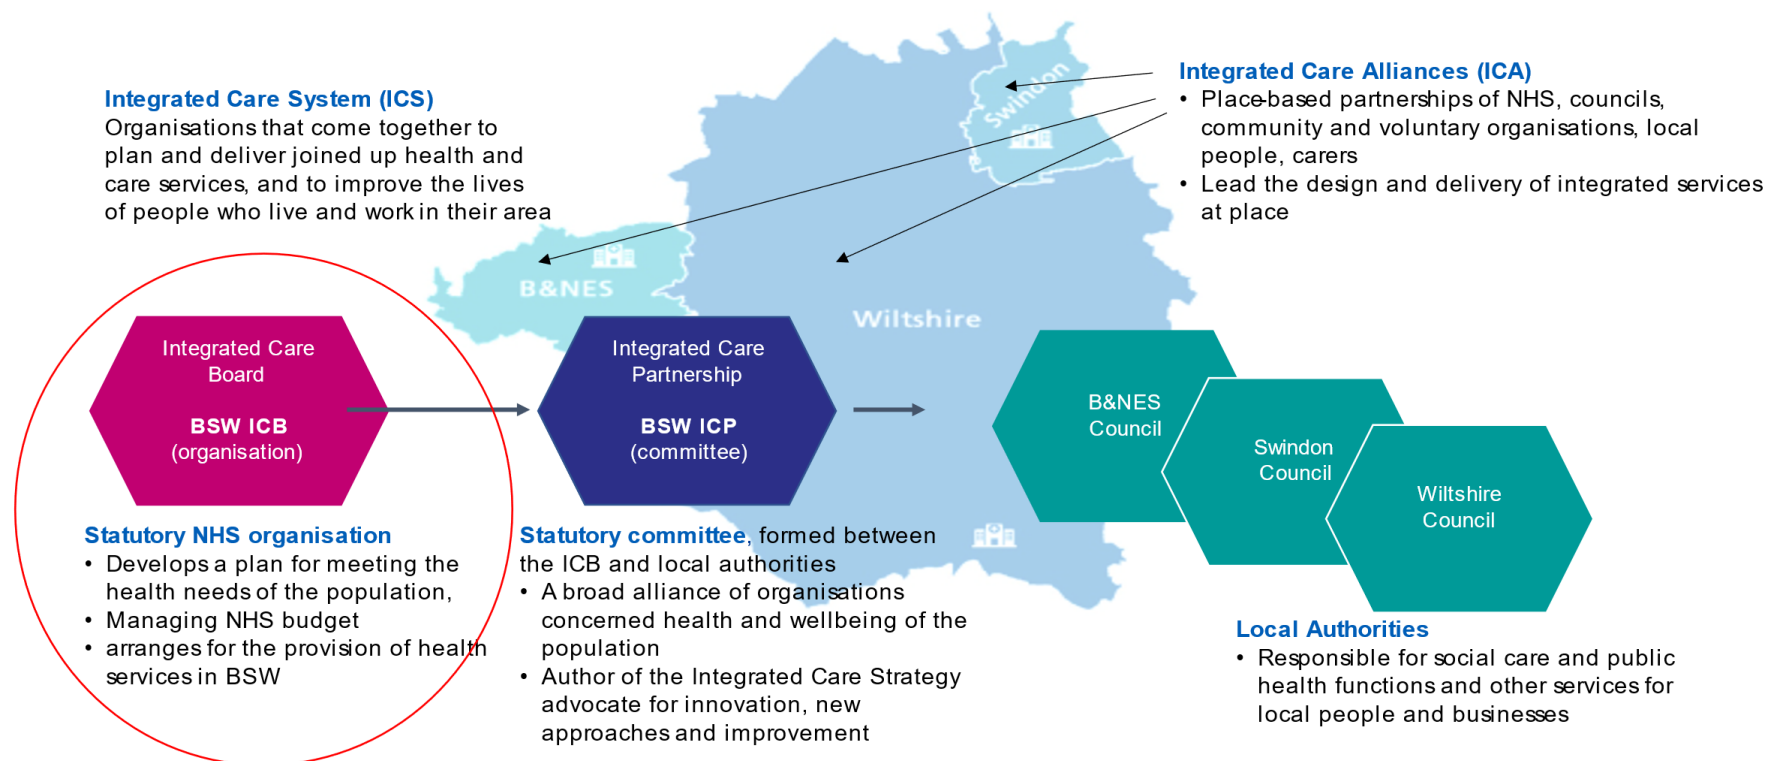 Integrated Care System (ICS)
Organisations that come together to
plan and deliver joined up health and
care services, and to improve the lives
of people who live and work in their area
Integrated Care Alliances (ICA)
• Place-based partnerships of NHS, councils,
community and voluntary organisations, local
people, carers
• Lead the design and delivery of integrated services
at place
Swindon
B&NES
Wiltshire
Integrated Care
Board
BSW ICB
(organisation)
Integrated Care
Partnership
BSW ICP
(committee)
B&NES
Council
Swindon
Council
Wiltshire
Council
Statutory NHS organisation
• Develops a plan for meeting the
health needs of the population,
• Managing NHS budget
• arranges for the provision of health
services in BSW
Statutory committee, formed between
the ICB and local authorities
• A broad alliance of organisations
concerned health and wellbeing of the
population
• Author of the Integrated Care Strategy
advocate for innovation, new
approaches and improvement
Local Authorities
• Responsible for social care and public
health functions and other services for
local people and businesses